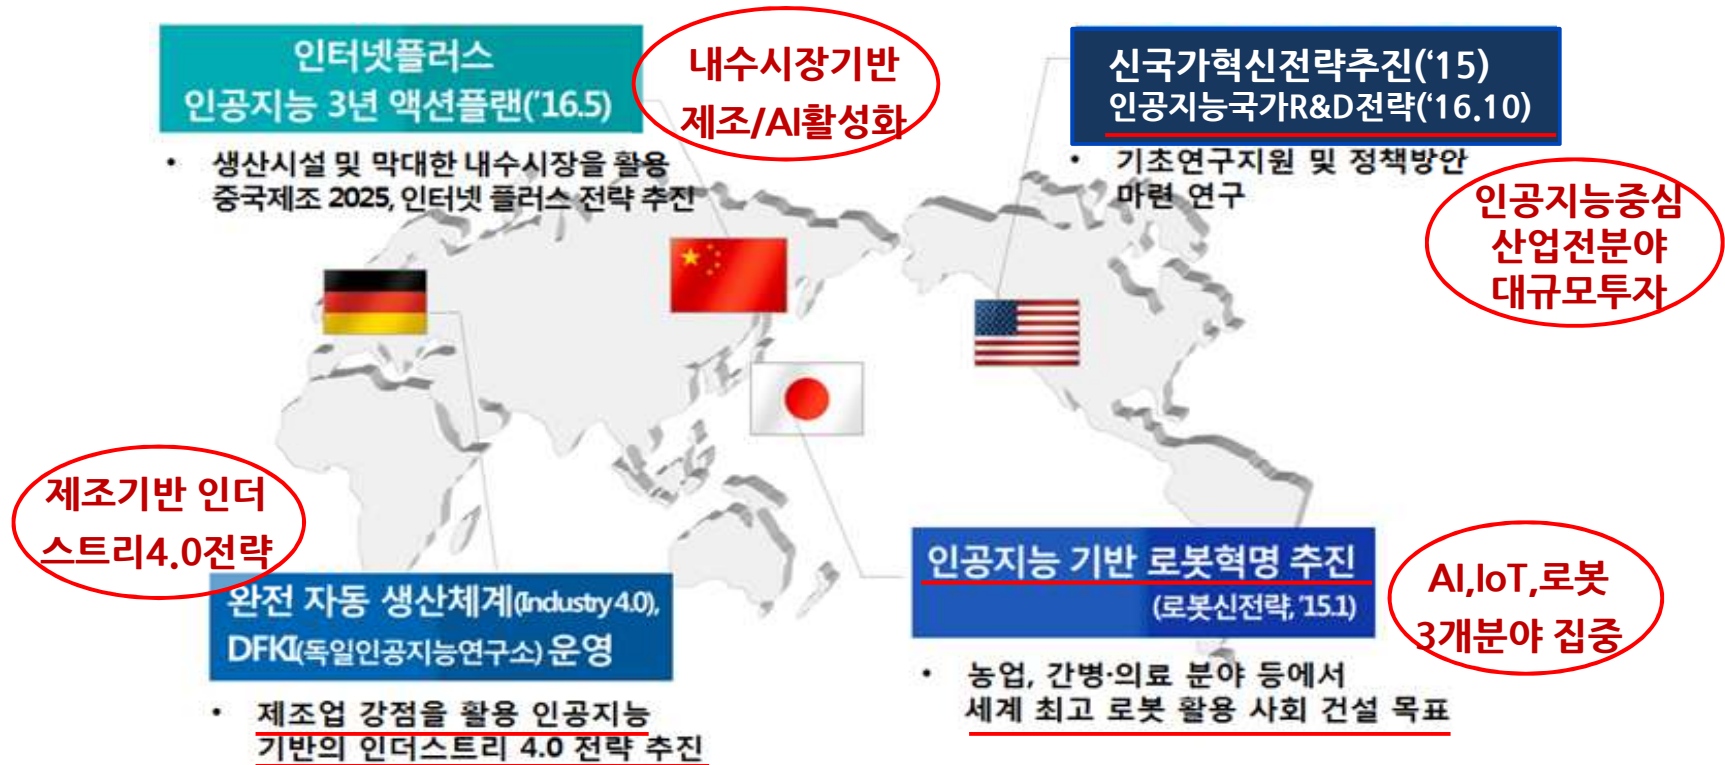 인터넷플러스
인공지능 3년 액션플랜('16.5)
내수시장기반
제조/AI활성화
• 생산시설 및 막대한 내수시장을 활용
중국제조 2025, 인터넷 플러스 전략 추진
신국가혁신전략추진(‘15)
인공지능국가R&D전략(‘16.10)
• 기초연구지원 및 정책방안
마련 연구
인공지능중심
산업전분야
대규모투자
제조기반 인더
스트리4.0전략
완전 자동 생산체계(Industry 4.0),
DFKI(독일인공지능연구소) 운영
• 제조업 강점을 활용 인공지능
기반의 인더스트리 4.0 전략 추진
인공지능 기반 로봇혁명 추진
(로봇신전략, '15.1)
AI,IoT,로봇
3개분야 집중
• 농업, 간병·의료 분야 등에서
세계 최고 로봇 활용 사회 건설 목표